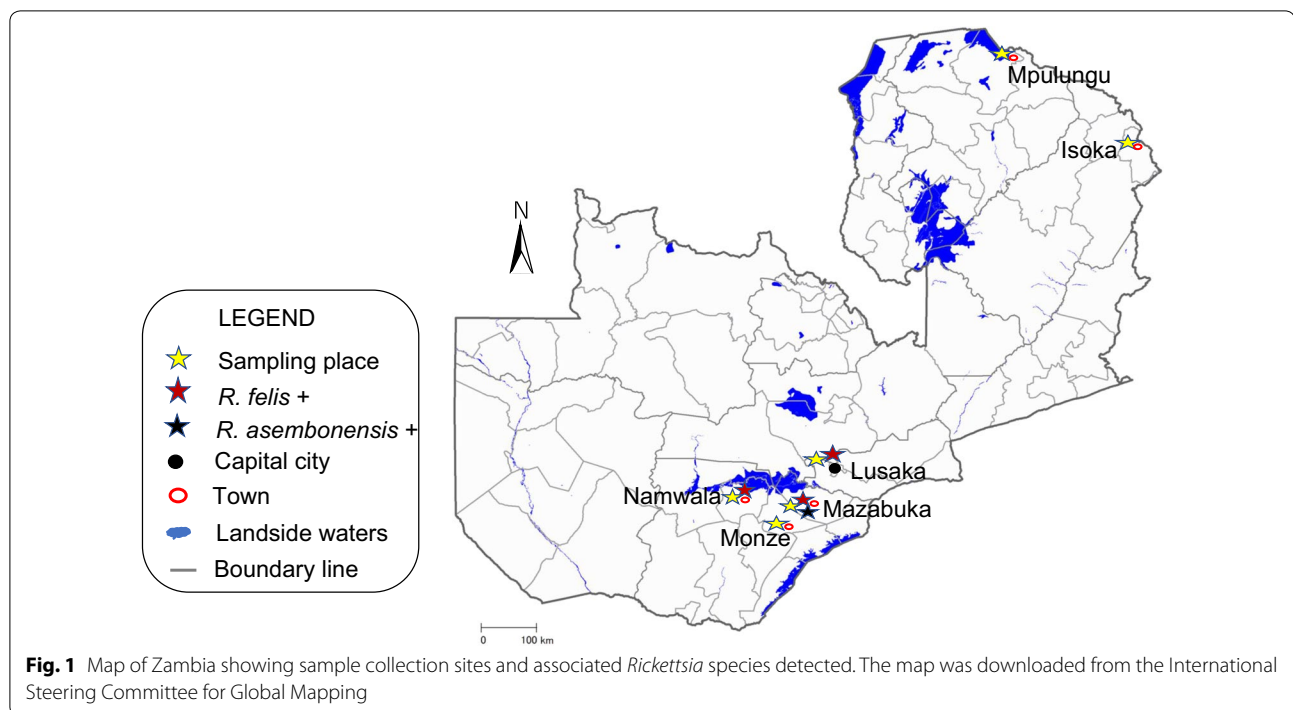 Mpulungu
Isoka
N
LEGEND
Sampling place
R. felis +
R. asembonensis +
Capital city
Town
Landside waters
Boundary line
Lusaka
Namwala
Mazabuka
Monze
0 100 km
Fig. 1 Map of Zambia showing sample collection sites and associated Rickettsia species detected. The map was downloaded from the International
Steering Committee for Global Mapping